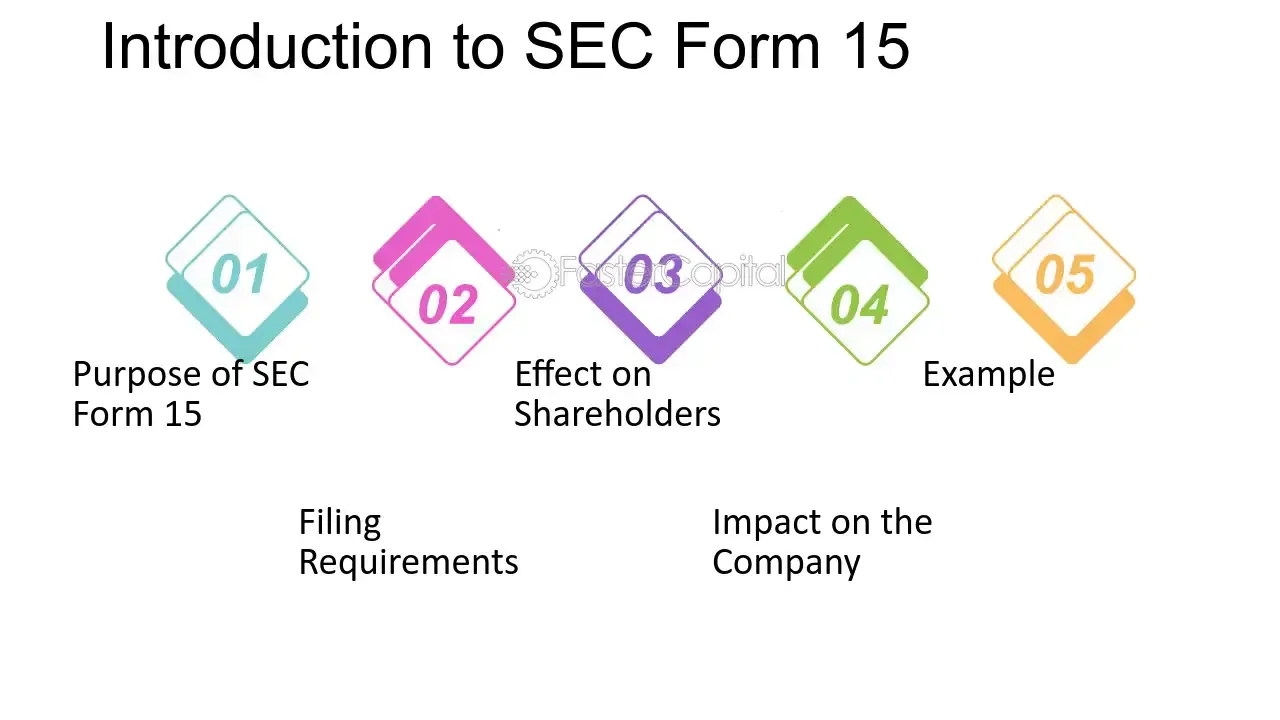 Introduction to SEC Form 15
01
02
03
04
05
FasterCapital
Purpose of SEC
Form 15
Filing
Requirements
Effect on
Shareholders
Impact on the
Company
Example